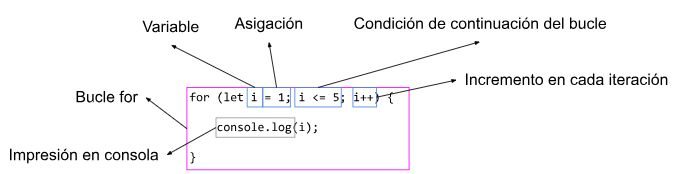 Variable
Asigación
Condición de continuación del bucle
Incremento en cada iteración
Bucle for
for (let i = 1; i <= 5; i++) {
console.log(i);
Impresión en consola
}